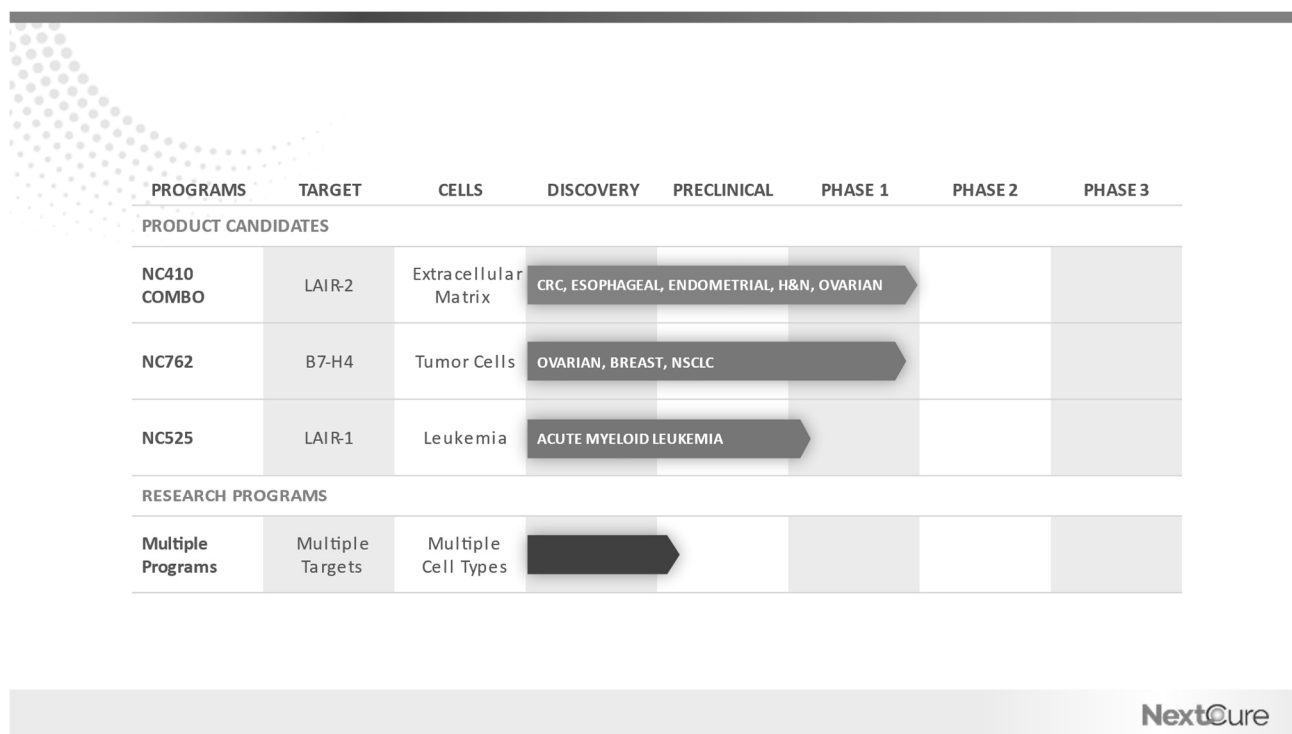 PROGRAMS TARGET CELLS DISCOVERY PRECLINICAL PHASE 1 PHASE 2 PHASE 3
PRODUCT CANDIDATES
NC410
COMBO
LAIR-2
Extracellular
Matrix
CRC, ESOPHAGEAL, ENDOMETRIAL, H&N, OVARIAN
NC762
B7-H4
Tumor Cells
OVARIAN, BREAST, NSCLC
NC525
LAIR-1
Leukemia
ACUTE MYELOID LEUKEMIA
RESEARCH PROGRAMS
Multiple
Programs
Multiple
Targets
Multiple
Cell Types
NextCure